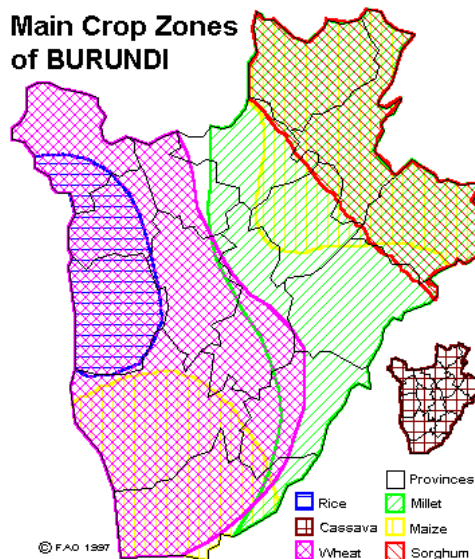 Main Crop Zones
of BURUNDI
Provinces
Rice
Millet
Cassava
Maize
Wheat
Sorghum
© FAO 1997